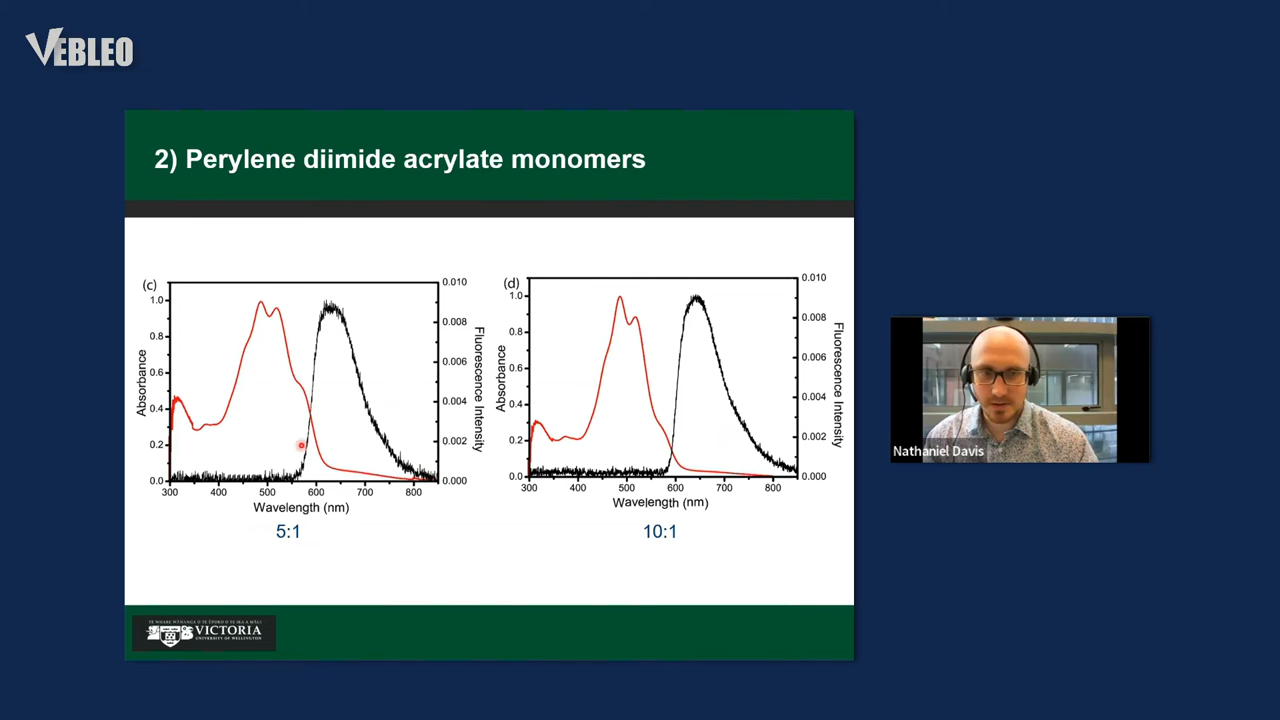 VEBLEO
2) Perylene diimide acrylate monomers
(c)
1.0
0.8
0.6
0.4
0.2
0.0
Absorbance
0.010
0.008
0.006
0.004
0.002
0.000
Fluorescence Intensity
300 400 500 600 700 800
Wavelength (nm)
5:1
(d)
1.0
0.8
0.6
0.4
0.2
0.0
Absorbance
0.010
0.008
0.006
0.004
0.002
0.000
Fluorescence Intensity
300 400 500 600 700 800
Wavelength (nm)
10:1
Nathaniel Davis
VICTORIA
UNIVERSITY OF WELLINGTON